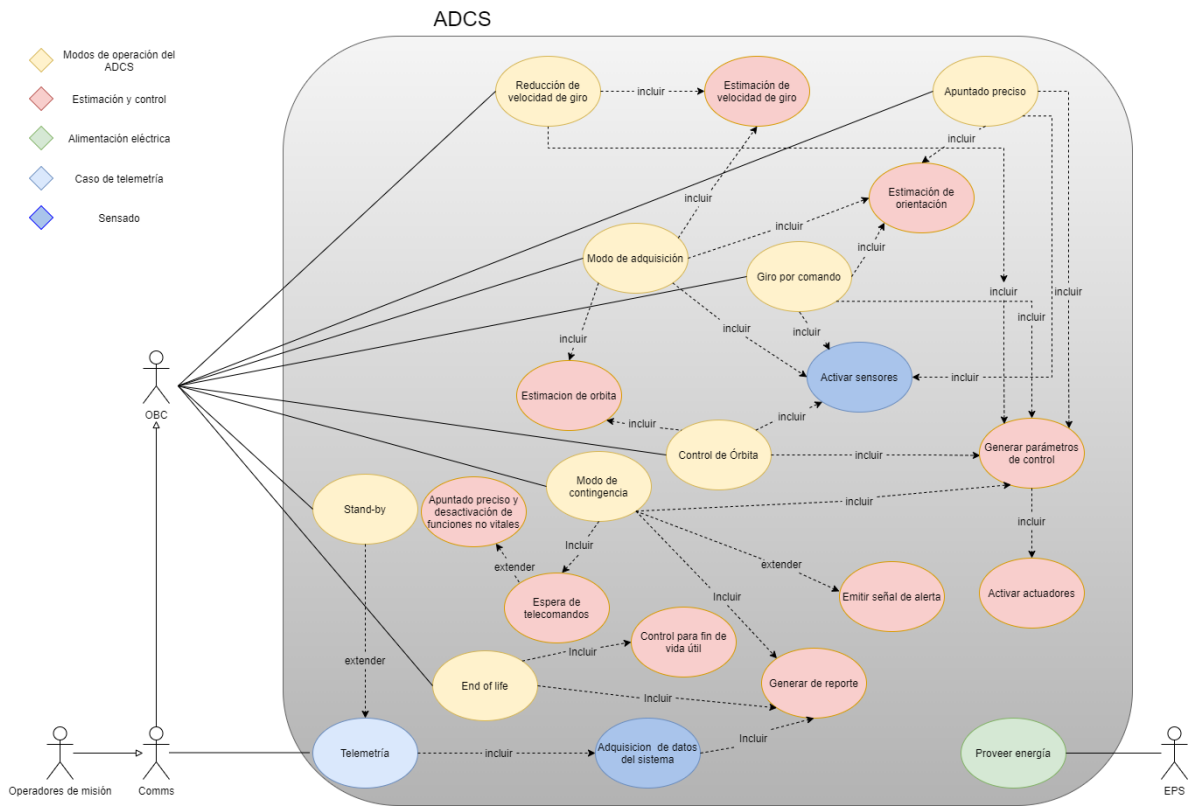 ADCS
Modos de operación del
ADCS
Estimación y control
Alimentación eléctrica
Caso de telemetría
Sensado
Reducción de
velocidad de giro
incluir
Estimación de
velocidad de giro
Apuntado preciso
incluir
incluir
Estimación de
orientación
incluir
incluir
Modo de adquisición
incluir
Giro por comando
incluir
incluir
incluir
incluir
incluir
incluir
incluir
Activar sensores
incluir
Estimacion de orbita
incluir
incluir
OBC
Control de Órbita
incluir
Generar parámetros
de control
Modo de
contingencia
incluir
Stand-by
Apuntado preciso y
desactivación de
funciones no vitales
incluir
Incluir
extender
extender
Espera de
telecomandos
Incluir
Emitir señal de alerta
Activar actuadores
Control para fin de
vida útil
Incluir
extender
End of life
Incluir
Generar de reporte
Telemetría
incluir
Adquisicion de datos
del sistema
Incluir
Proveer energía
Operadores de misión
Comms
EPS